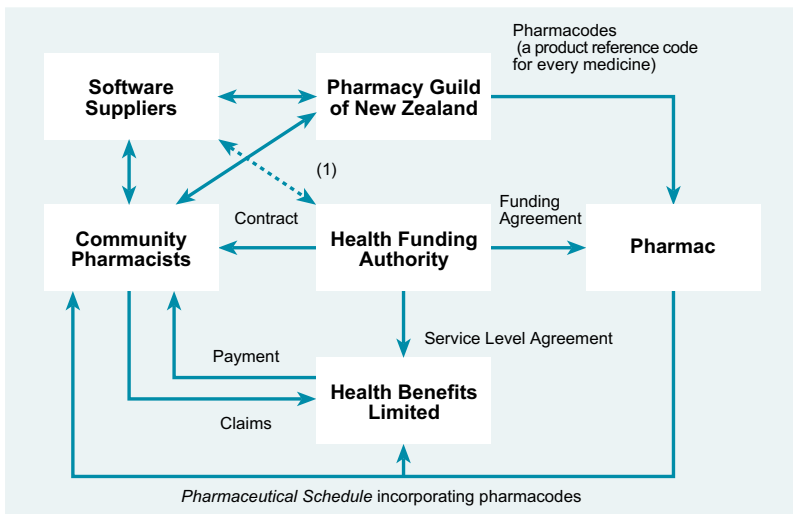 Pharmacodes
(a product reference code
for every medicine)
Software
Suppliers
Pharmacy Guild
of New Zealand
(1)
Contract
Funding
Agreement
Community
Pharmacists
Health Funding
Authority
Pharmac
Service Level Agreement
Payment
Health Benefits
Limited
Claims
Pharmaceutical Schedule incorporating pharmacodes